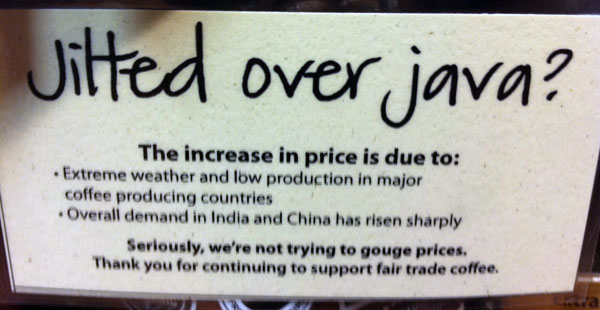 Jilted over java?
The increase in price is due to:
• Extreme weather and low production in major
coffee producing countries
• Overall demand in India and China has risen sharply
Seriously, we're not trying to gouge prices.
Thank you for continuing to support fair trade coffee.